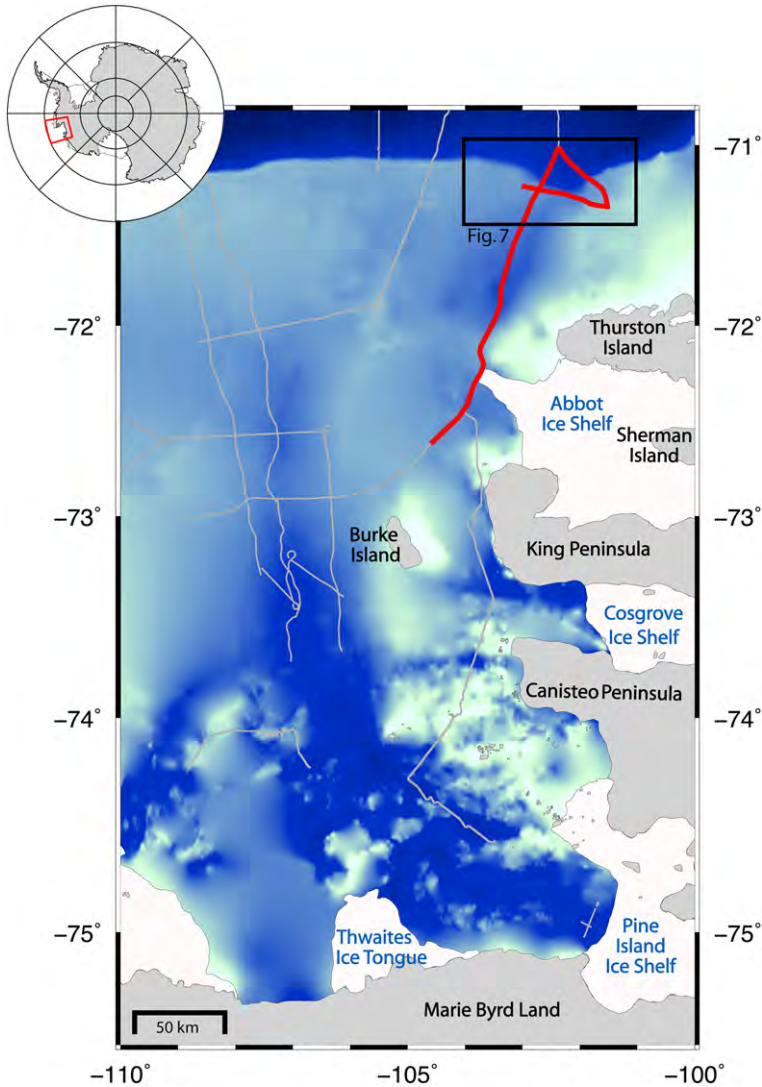 −71˚
−71˚
Fig. 7
−72˚
−72˚
Thurston
Island
Abbot
Ice Shelf
Sherman
Island
−73˚
−73˚
Burke
Island
King Peninsula
Cosgrove
Ice Shelf
Canisteo Peninsula
−74˚
−74˚
−75˚
−75˚
Thwaites
Ice Tongue
Pine
Island
Ice Shelf
Marie Byrd Land
50 km
−110˚
−105˚
−100˚